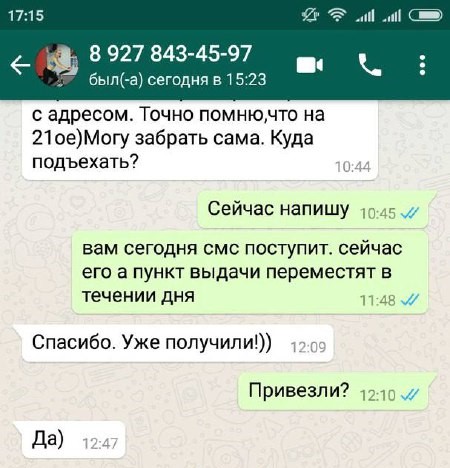 17:15
8 927 843-45-97
был(-а) сегодня в 15:23
с адресом. Точно помню,что на
21ое)Могу забрать сама. Куда
подъехать?
10:44
Сейчас напишу 10:45
вам сегодня смс поступит. сейчас
его а пункт выдачи переместят в
течении дня
11:48
Спасибо. Уже получили!)) 12:09
Привезли? 12:10
Да) 12:47